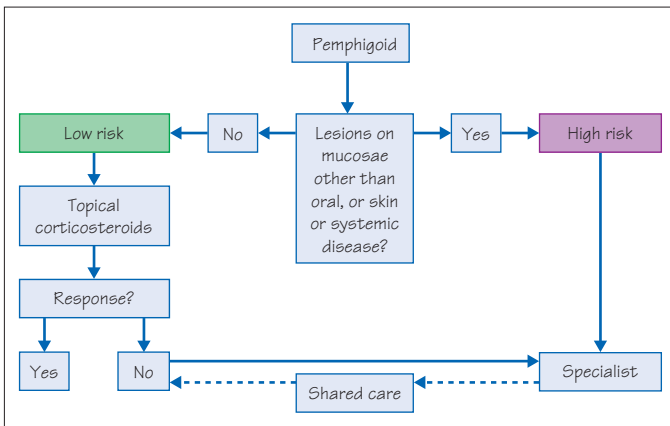 Pemphigoid
Low risk
No
Lesions on
mucosae
other than
oral, or skin
or systemic
disease?
Yes
High risk
Topical
corticosteroids
Response?
Yes
No
Shared care
Specialist